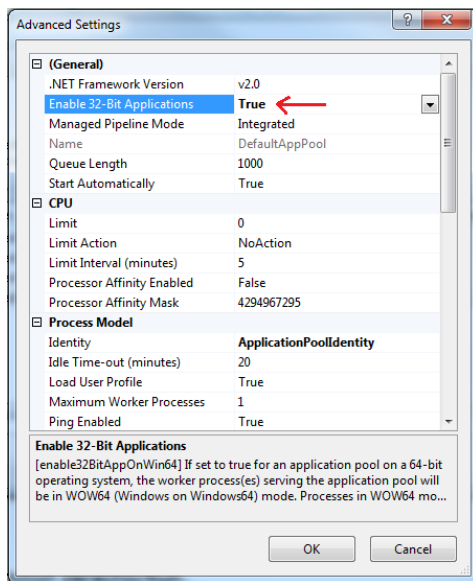 Advanced Settings
?
(General)
.NET Framework Version v2.0
Enable 32-Bit Applications True
Managed Pipeline Mode Integrated
Name DefaultAppPool
Queue Length 1000
Start Automatically True
CPU
Limit 0
Limit Action NoAction
Limit Interval (minutes) 5
Processor Affinity Enabled False
Processor Affinity Mask 4294967295
Process Model
Identity ApplicationPoolIdentity
Idle Time-out (minutes) 20
Load User Profile True
Maximum Worker Processes 1
Ping Enabled True
Enable 32-Bit Applications
[enable32BitAppOnWin64] If set to true for an application pool on a 64-bit
operating system, the worker process(es) serving the application pool will
be in WOW64 (Windows on Windows64) mode. Processes in WOW64 mo...
OK Cancel